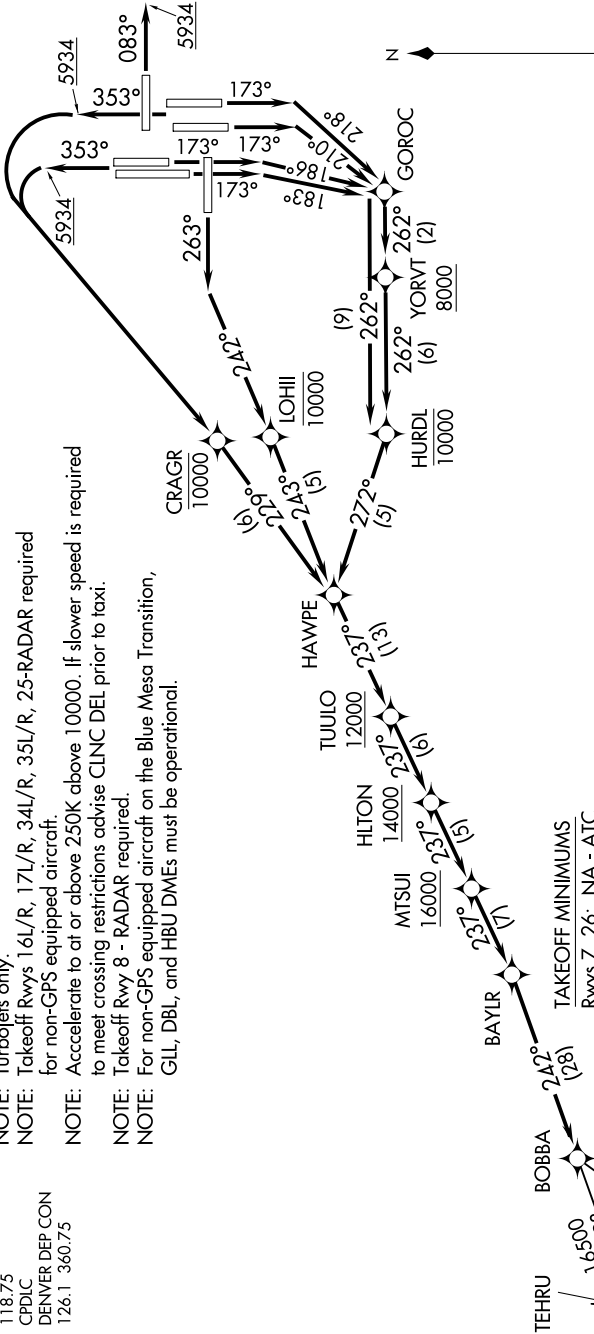 118.75
CPDLC
DENVER DEP CON
126.1 360.75
NOTE: Turbojets only.
NOTE: Takeoff Rwys 16L/R, 17L/R, 34L/R, 35L/R, 25-RADAR required
for non-GPS equipped aircraft.
NOTE: Acccelerate to at or above 250K above 10000. If slower speed is required
to meet crossing restrictions advise CLNC DEL prior to taxi.
NOTE: Takeoff Rwy 8 - RADAR required.
NOTE: For non-GPS equipped aircraft on the Blue Mesa Transition,
GLL, DBL, and HBU DMEs must be operational.
5934
353°
5934
353°
083°
5934
173°
173°
173°
173°
218°
210°
186°
183°
263°
242°
N
GOROC
262°
(2)
YORVT
8000
262°
(6)
(9)
262°
HURDL
10000
272°
(5)
LOHII
10000
243°
(5)
CRAGR
10000
229°
(6)
HAWPE
237°
(13)
TUULO
12000
237°
(6)
HLTON
14000
237°
(5)
MTSUI
16000
237°
(7)
BAYLR
242°
(28)
BOBBA
16500
TEHRU
TAKEOFF MINIMUMS
Rwys 7, 26: NA - ATC